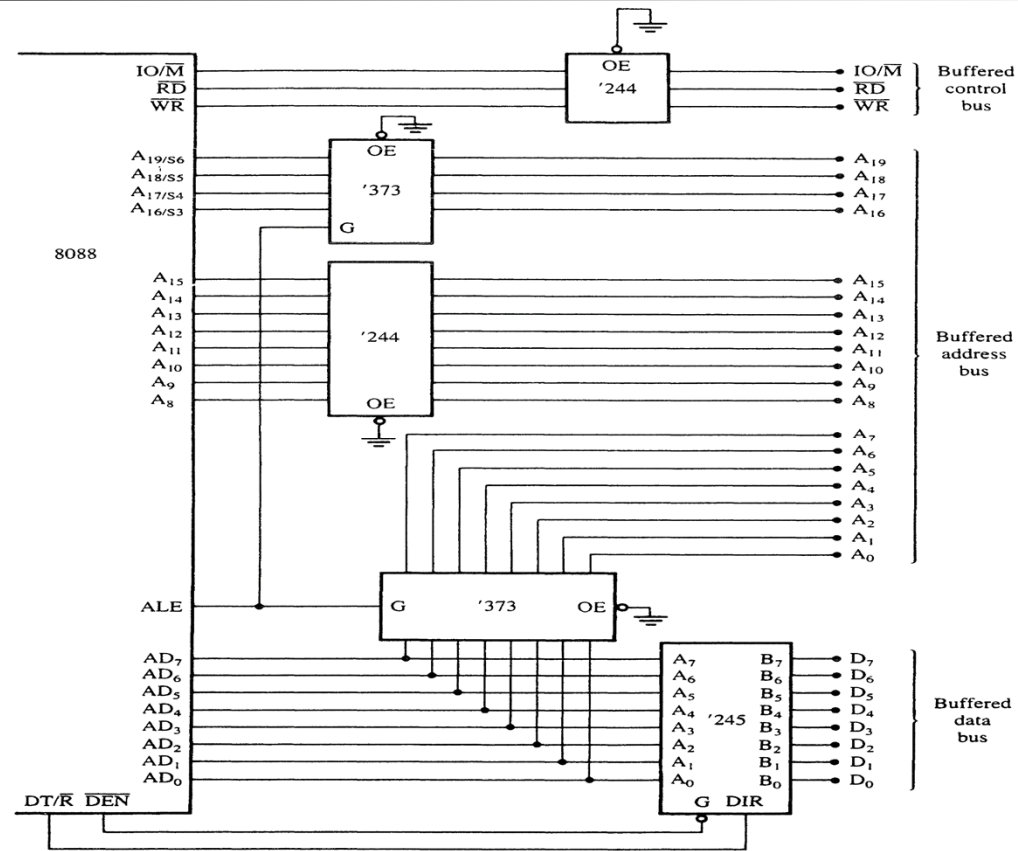 OE
IO/M̅ '244 IO/M̅ Buffered
R̅D̅ R̅D̅ control
W̅R̅ W̅R̅ bus
OE
A19/S6 A19
A18/S5 '373 A18
A17/S4 A17
A16/S3 A16
G
8088
A15 A15
A14 A14
A13 A13
A12 '244 A12 Buffered
A11 A11 address
A10 A10 bus
A9 A9
A8 OE A8
A7
A6
A5
A4
A3
A2
A1
A0
ALE G '373 OE
AD7 A7 B7 D7
AD6 A6 B6 D6
AD5 A5 B5 D5 Buffered
AD4 A4 '245 B4 D4 data
AD3 A3 B3 D3 bus
AD2 A2 B2 D2
AD1 A1 B1 D1
AD0 A0 B0 D0
DT/R̅ D̅E̅N̅ G DIR